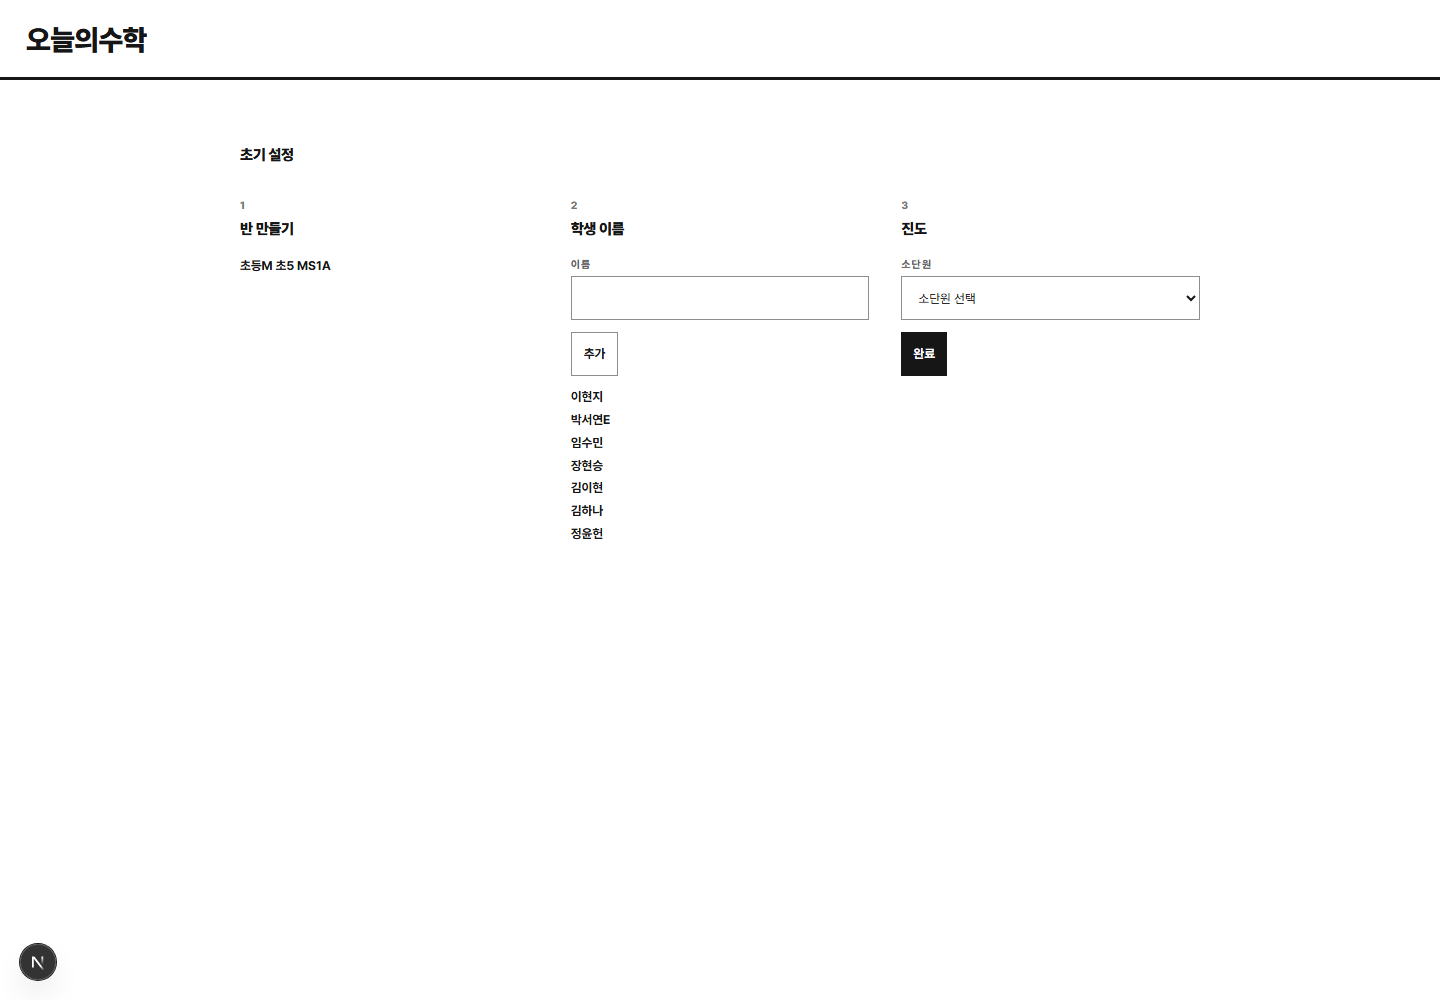 오늘의수학
초기 설정
1
반 만들기
초등M 초5 MS1A
2
학생 이름
이름
추가
이현지
박서연E
임수민
장현승
김이현
김하나
정윤헌
3
진도
소단원
소단원 선택
완료
N